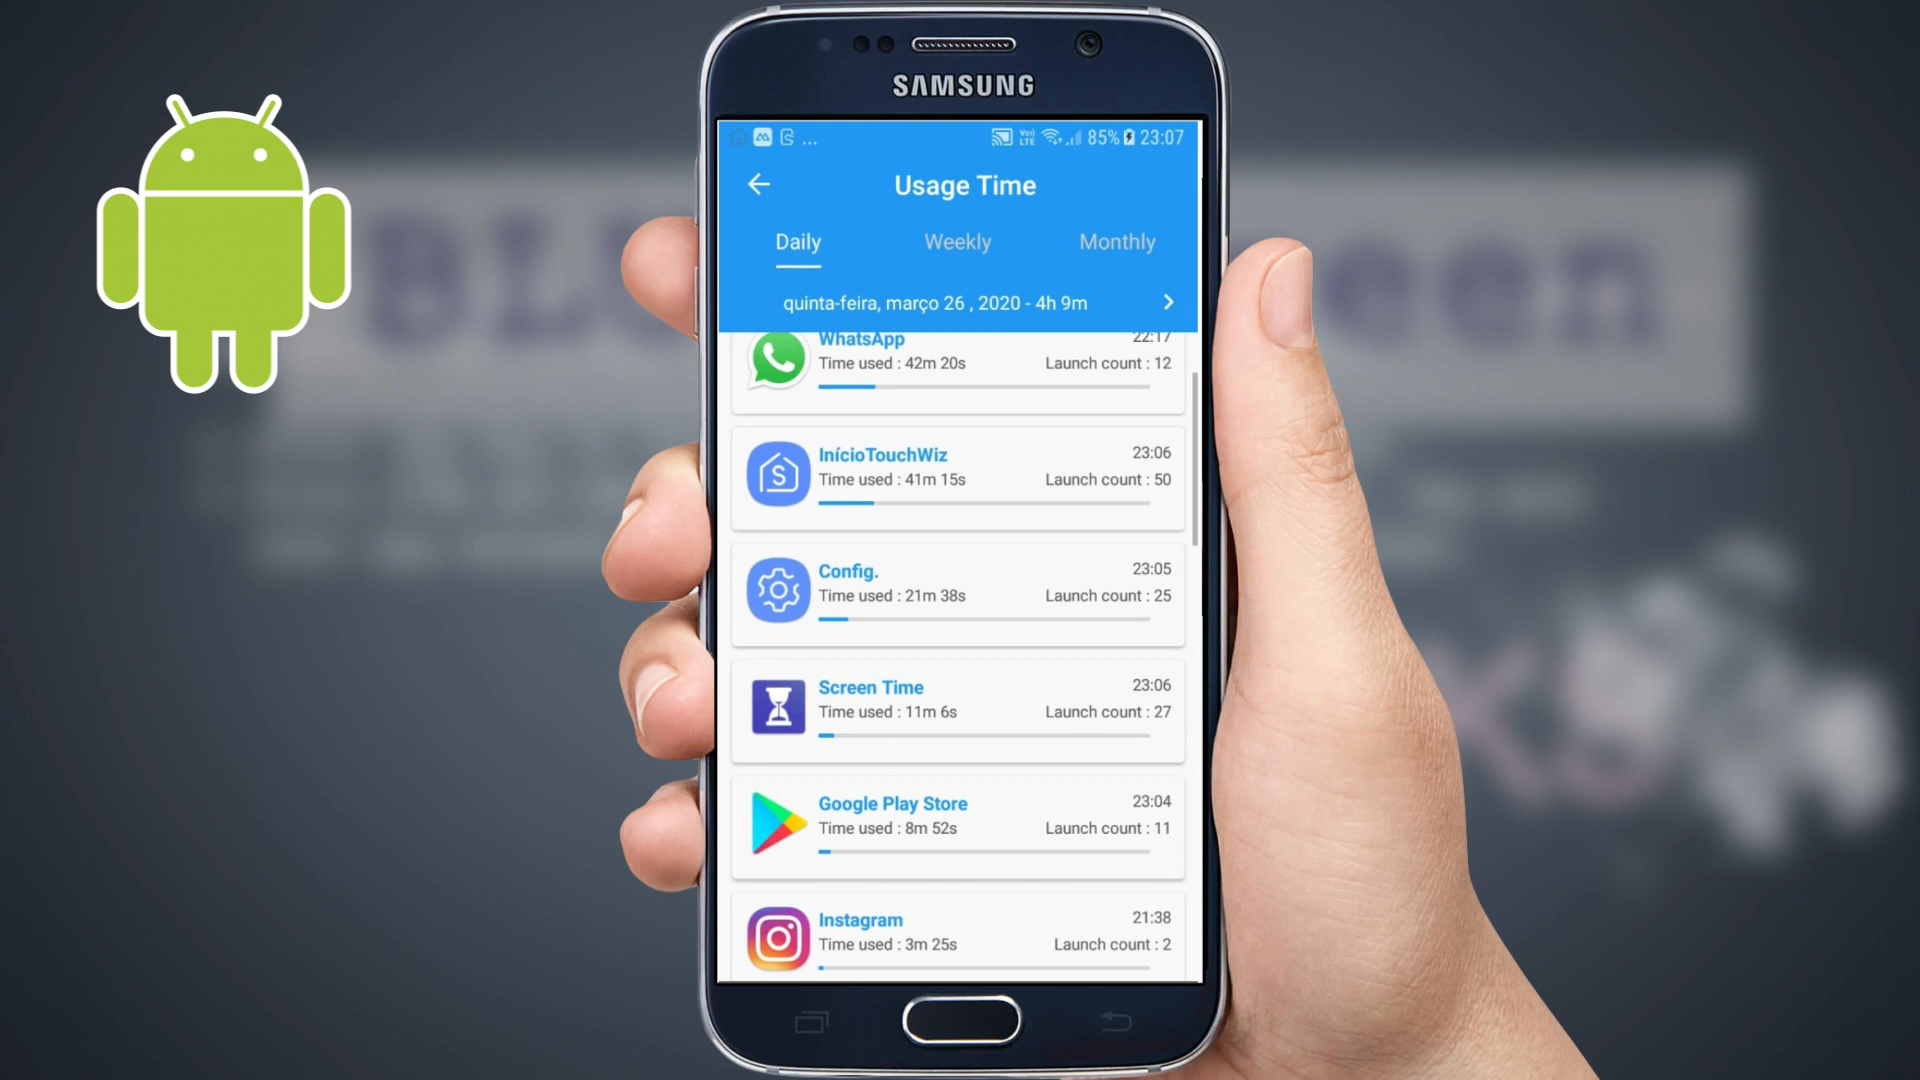 SAMSUNG
... Vo)) LTE 85% 23:07
Usage Time
Daily Weekly Monthly
quinta-feira, março 26 , 2020 - 4h 9m
WhatsApp 22:17
Time used : 42m 20s Launch count : 12
InícioTouchWiz 23:06
Time used : 41m 15s Launch count : 50
Config. 23:05
Time used : 21m 38s Launch count : 25
Screen Time 23:06
Time used : 11m 6s Launch count : 27
Google Play Store 23:04
Time used : 8m 52s Launch count : 11
Instagram 21:38
Time used : 3m 25s Launch count : 2